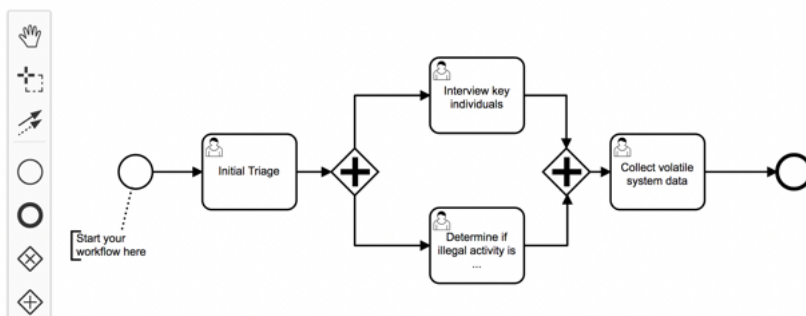 Interview key
individuals
Initial Triage
Collect volatile
system data
Start your
workflow here
Determine if
illegal activity is
...